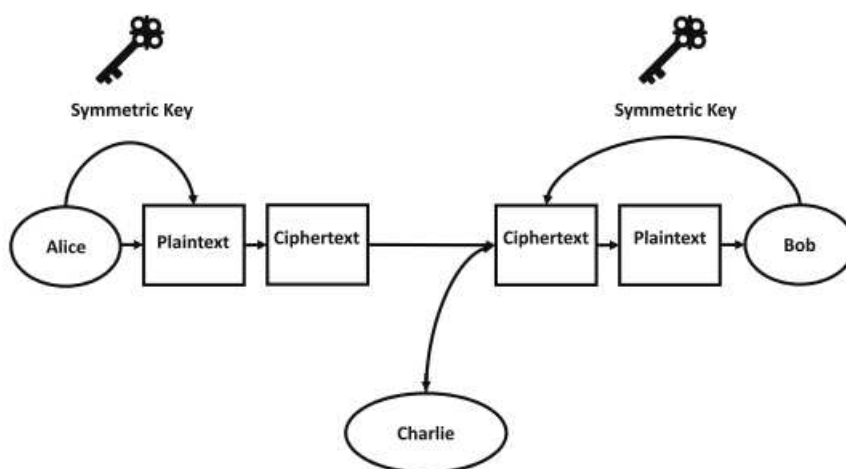 Symmetric Key
Symmetric Key
Alice
Plaintext
Ciphertext
Ciphertext
Plaintext
Bob
Charlie